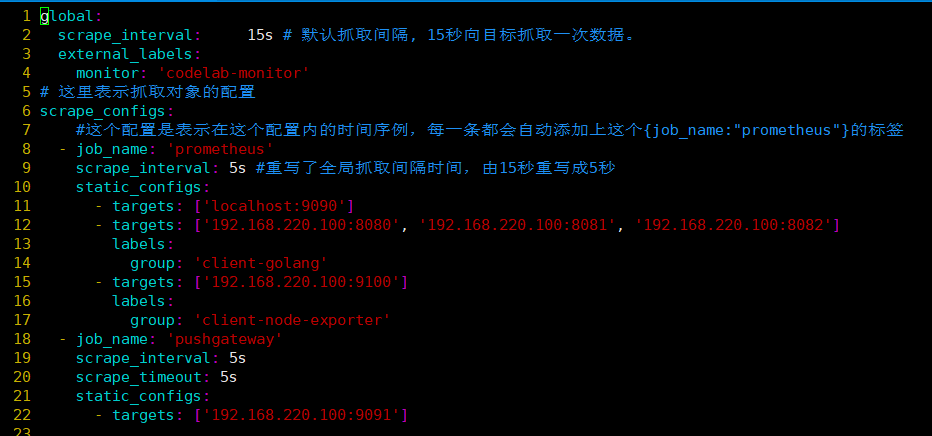 1 global:
2   scrape_interval:     15s # 默认抓取间隔, 15秒向目标抓取一次数据。
3   external_labels:
4     monitor: 'codelab-monitor'
5 # 这里表示抓取对象的配置
6 scrape_configs:
7     #这个配置是表示在这个配置内的时间序例，每一条都会自动添加上这个{job_name:"prometheus"}的标签
8   - job_name: 'prometheus'
9     scrape_interval: 5s #重写了全局抓取间隔时间，由15秒重写成5秒
10     static_configs:
11       - targets: ['localhost:9090']
12       - targets: ['192.168.220.100:8080', '192.168.220.100:8081', '192.168.220.100:8082']
13         labels:
14           group: 'client-golang'
15       - targets: ['192.168.220.100:9100']
16         labels:
17           group: 'client-node-exporter'
18   - job_name: 'pushgateway'
19     scrape_interval: 5s
20     scrape_timeout: 5s
21     static_configs:
22       - targets: ['192.168.220.100:9091']
23